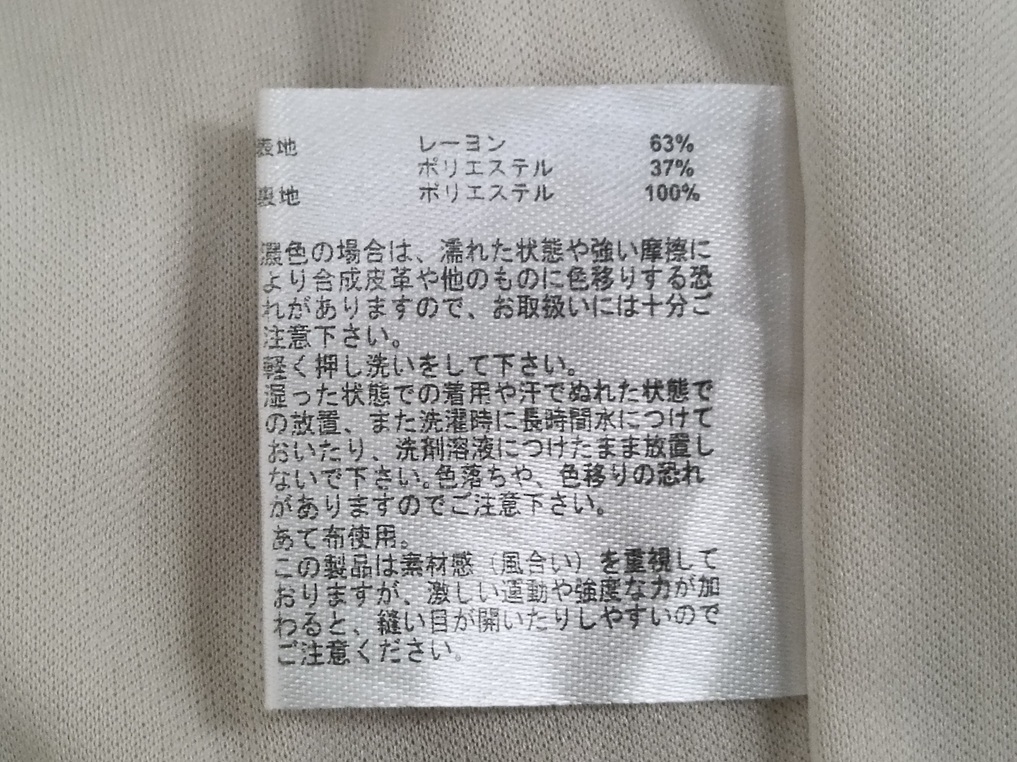 表地 レーヨン 63%
ポリエステル 37%
裏地 ポリエステル 100%
濃色の場合は、濡れた状態や強い摩擦に
より合成皮革や他のものに色移りする恐
れがありますので、お取扱いには十分ご
注意下さい。
軽く押し洗いをして下さい。
湿った状態での着用や汗でぬれた状態で
の放置、また洗濯時に長時間水につけて
おいたり、洗剤溶液につけたまま放置し
ないで下さい。色落ちや、色移りの恐れ
がありますのでご注意下さい。
あて布使用。
この製品は素材感（風合い）を重視して
おりますが、激しい運動や強度な力が加
わると、縫い目が開いたりしやすいので
ご注意ください。